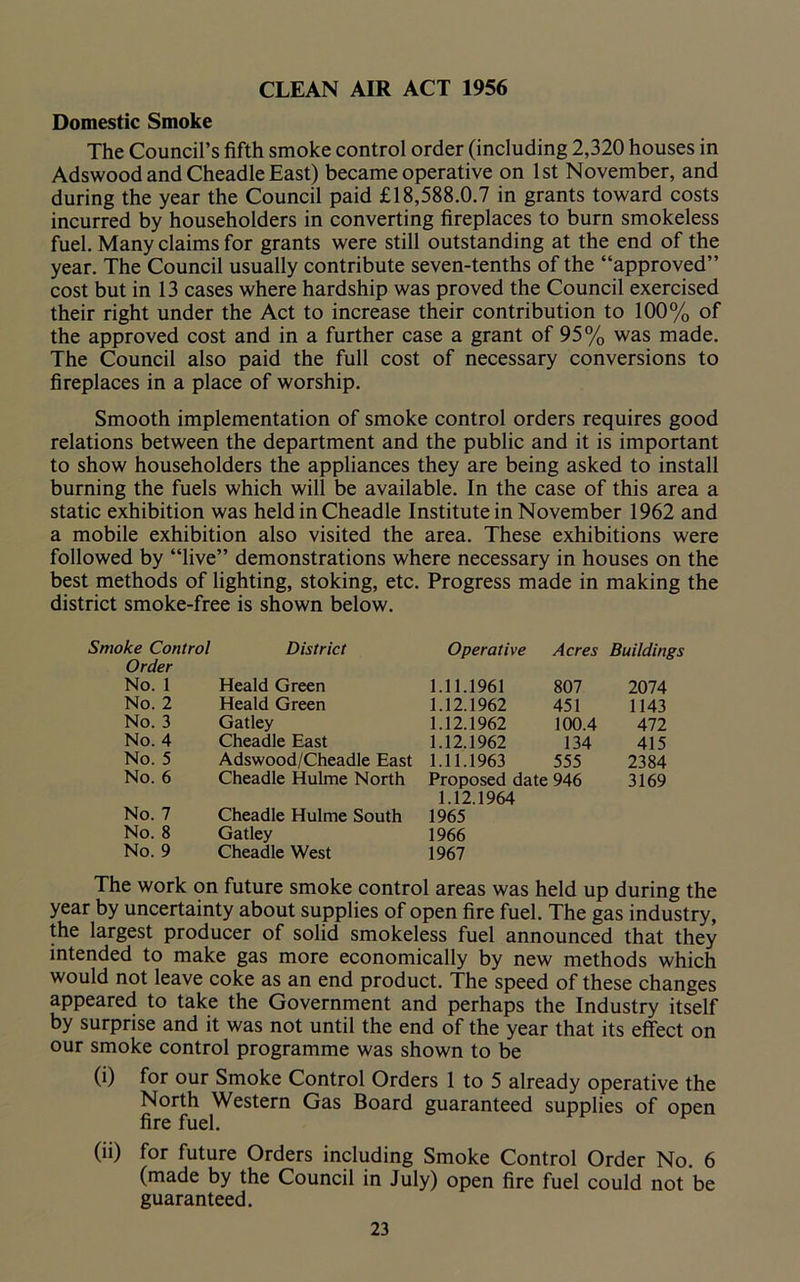 CLEAN AIR ACT 1956
Domestic Smoke
The Council’s fifth smoke control order (including 2,320 houses in
Adswood and Cheadle East) became operative on 1st November, and
during the year the Council paid £18,588.0.7 in grants toward costs
incurred by householders in converting fireplaces to burn smokeless
fuel. Many claims for grants were still outstanding at the end of the
year. The Council usually contribute seven-tenths of the “approved”
cost but in 13 cases where hardship was proved the Council exercised
their right under the Act to increase their contribution to 100% of
the approved cost and in a further case a grant of 95% was made.
The Council also paid the full cost of necessary conversions to
fireplaces in a place of worship.
Smooth implementation of smoke control orders requires good
relations between the department and the public and it is important
to show householders the appliances they are being asked to install
burning the fuels which will be available. In the case of this area a
static exhibition was held in Cheadle Institute in November 1962 and
a mobile exhibition also visited the area. These exhibitions were
followed by “live” demonstrations where necessary in houses on the
best methods of lighting, stoking, etc. Progress made in making the
district smoke-free is shown below.
Smoke Control District Operative Acres Buildings
Order
No. 1 Heald Green 1.11.1961 807 2074
No. 2 Heald Green 1.12.1962 451 1143
No. 3 Gatley 1.12.1962 100.4 472
No. 4 Cheadle East 1.12.1962 134 415
No. 5 Adswood/Cheadle East 1.11.1963 555 2384
No. 6 Cheadle Hulme North Proposed date 946 3169
1.12.1964
No. 7 Cheadle Hulme South 1965
No. 8 Gatley 1966
No. 9 Cheadle West 1967
The work on future smoke control areas was held up during the
year by uncertainty about supplies of open fire fuel. The gas industry,
the largest producer of solid smokeless fuel announced that they
intended to make gas more economically by new methods which
would not leave coke as an end product. The speed of these changes
appeared to take the Government and perhaps the Industry itself
by surprise and it was not until the end of the year that its effect on
our smoke control programme was shown to be
(i) for our Smoke Control Orders 1 to 5 already operative the
North Western Gas Board guaranteed supplies of open
fire fuel.
(ii) for future Orders including Smoke Control Order No. 6
(made by the Council in July) open fire fuel could not be
guaranteed.
23